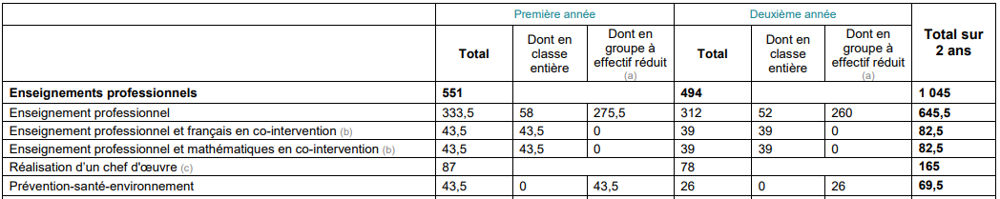 Première année Deuxième année Total sur 2 ans
Total Dont en classe entière Dont en groupe à effectif réduit (a) Total Dont en classe entière Dont en groupe à effectif réduit (a)
Enseignements professionnels 551 494 1 045
Enseignement professionnel 333,5 58 275,5 312 52 260 645,5
Enseignement professionnel et français en co-intervention (b) 43,5 43,5 0 39 39 0 82,5
Enseignement professionnel et mathématiques en co-intervention (b) 43,5 43,5 0 39 39 0 82,5
Réalisation d’un chef d'œuvre (c) 87 78 165
Prévention-santé-environnement 43,5 0 43,5 26 0 26 69,5